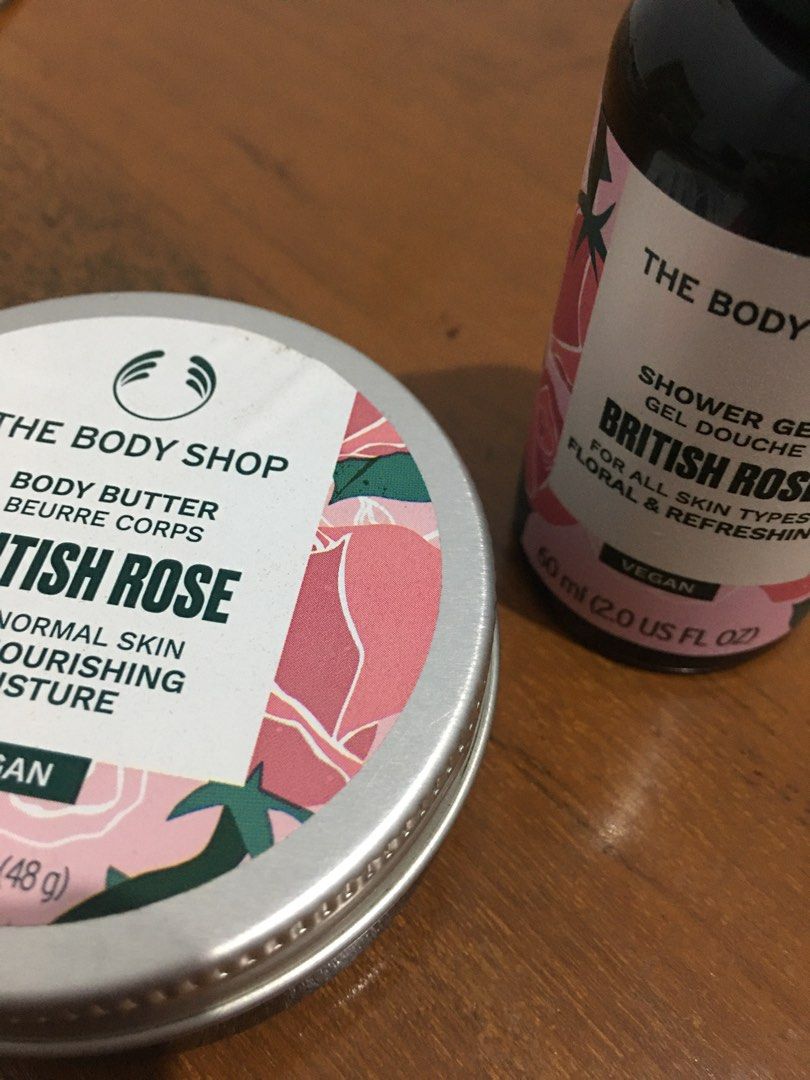 THE BODY SHOP
BODY BUTTER
BEURRE CORPS
ITISH ROSE
NORMAL SKIN
OURISHING
ISTURE
GAN
(48 g)
THE BODY
SHOWER GE
GEL DOUCHE
BRITISH ROSE
FOR ALL SKIN TYPES
FLORAL & REFRESHIN
VEGAN
60 ml (2.0 US FL OZ)